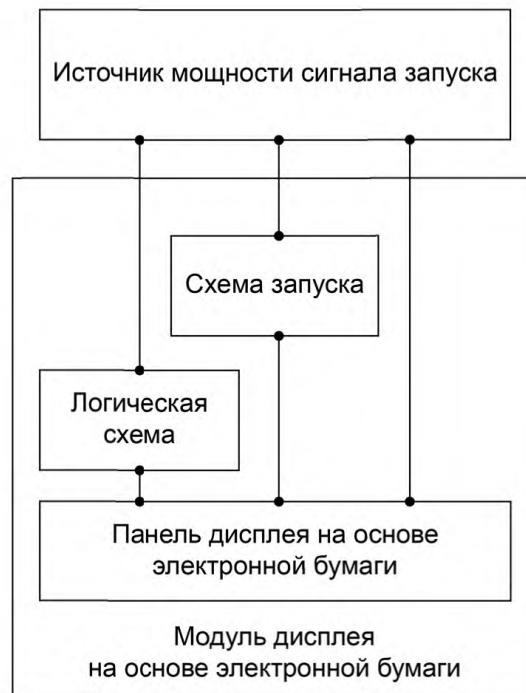 Источник мощности сигнала запуска
Схема запуска
Логическая
схема
Панель дисплея на основе
электронной бумаги
Модуль дисплея
на основе электронной бумаги